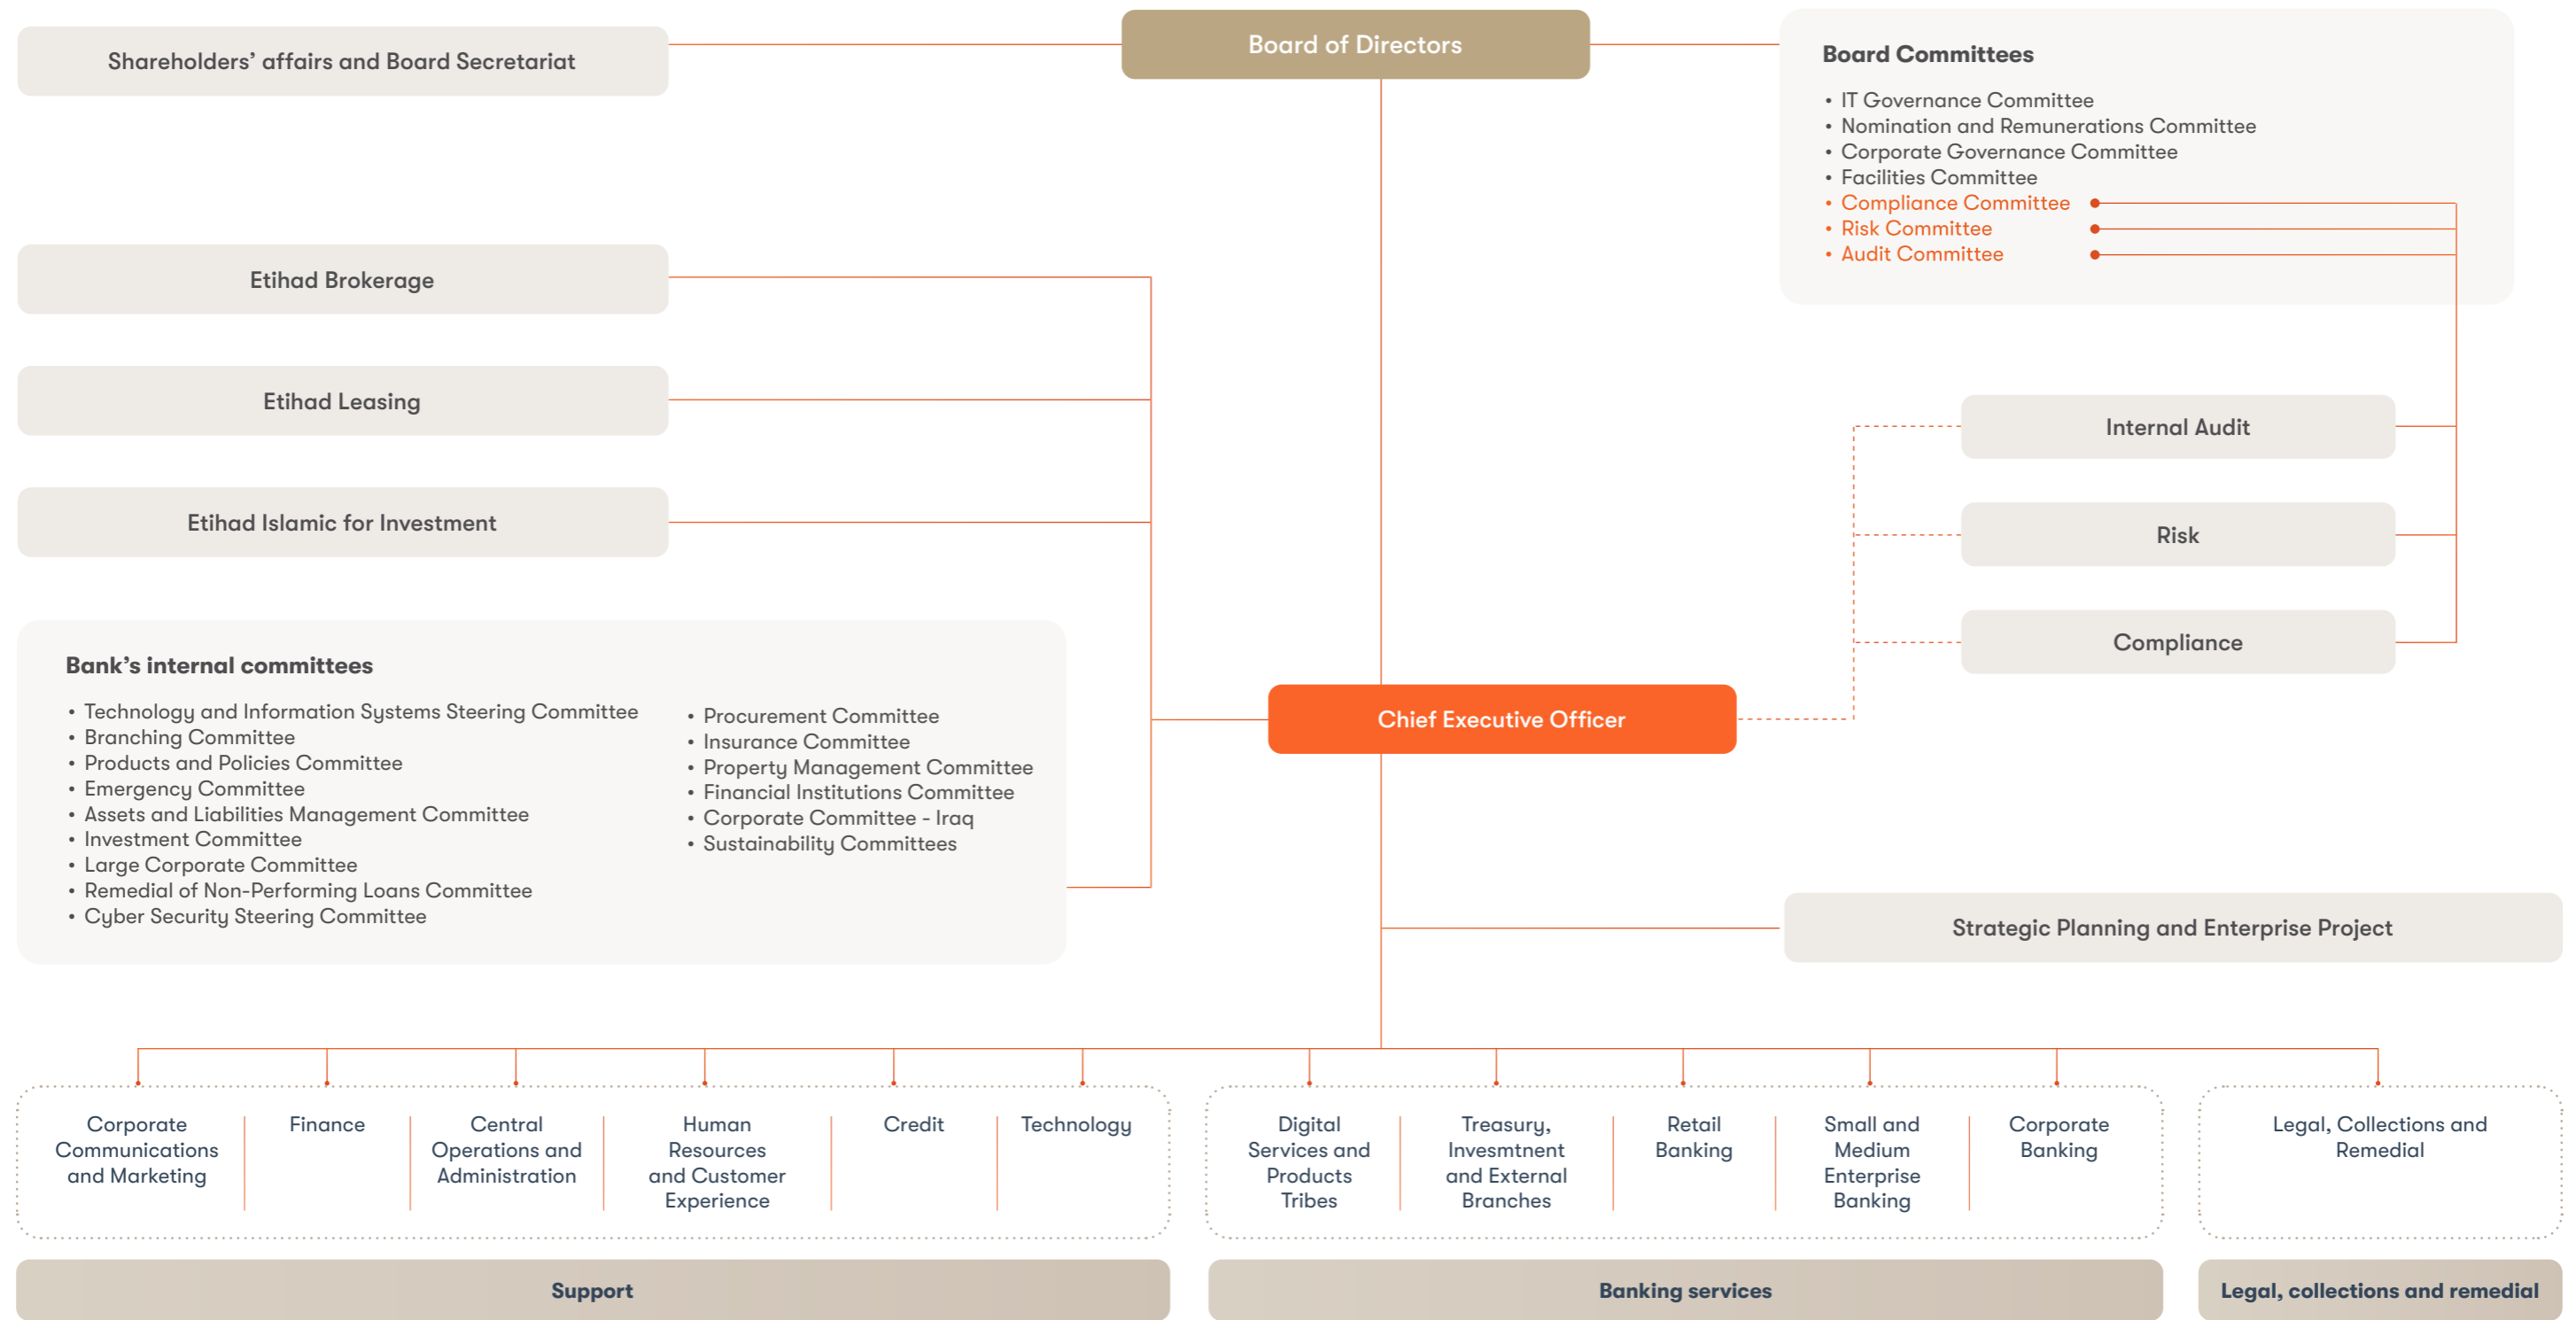 Shareholders’ affairs and Board Secretariat
Board of Directors
Board Committees
• IT Governance Committee
• Nomination and Remunerations Committee
• Corporate Governance Committee
• Facilities Committee
• Compliance Committee
• Risk Committee
• Audit Committee
Etihad Brokerage
Etihad Leasing
Etihad Islamic for Investment
Internal Audit
Risk
Compliance
Bank’s internal committees
• Technology and Information Systems Steering Committee
• Branching Committee
• Products and Policies Committee
• Emergency Committee
• Assets and Liabilities Management Committee
• Investment Committee
• Large Corporate Committee
• Remedial of Non-Performing Loans Committee
• Cyber Security Steering Committee
• Procurement Committee
• Insurance Committee
• Property Management Committee
• Financial Institutions Committee
• Corporate Committee - Iraq
• Sustainability Committees
Chief Executive Officer
Strategic Planning and Enterprise Project
Corporate
Communications
and Marketing
Finance
Central
Operations and
Administration
Human
Resources
and Customer
Experience
Credit
Technology
Digital
Services and
Products
Tribes
Treasury,
Invesmtnent
and External
Branches
Retail
Banking
Small and
Medium
Enterprise
Banking
Corporate
Banking
Legal, Collections and
Remedial
Support
Banking services
Legal, collections and remedial